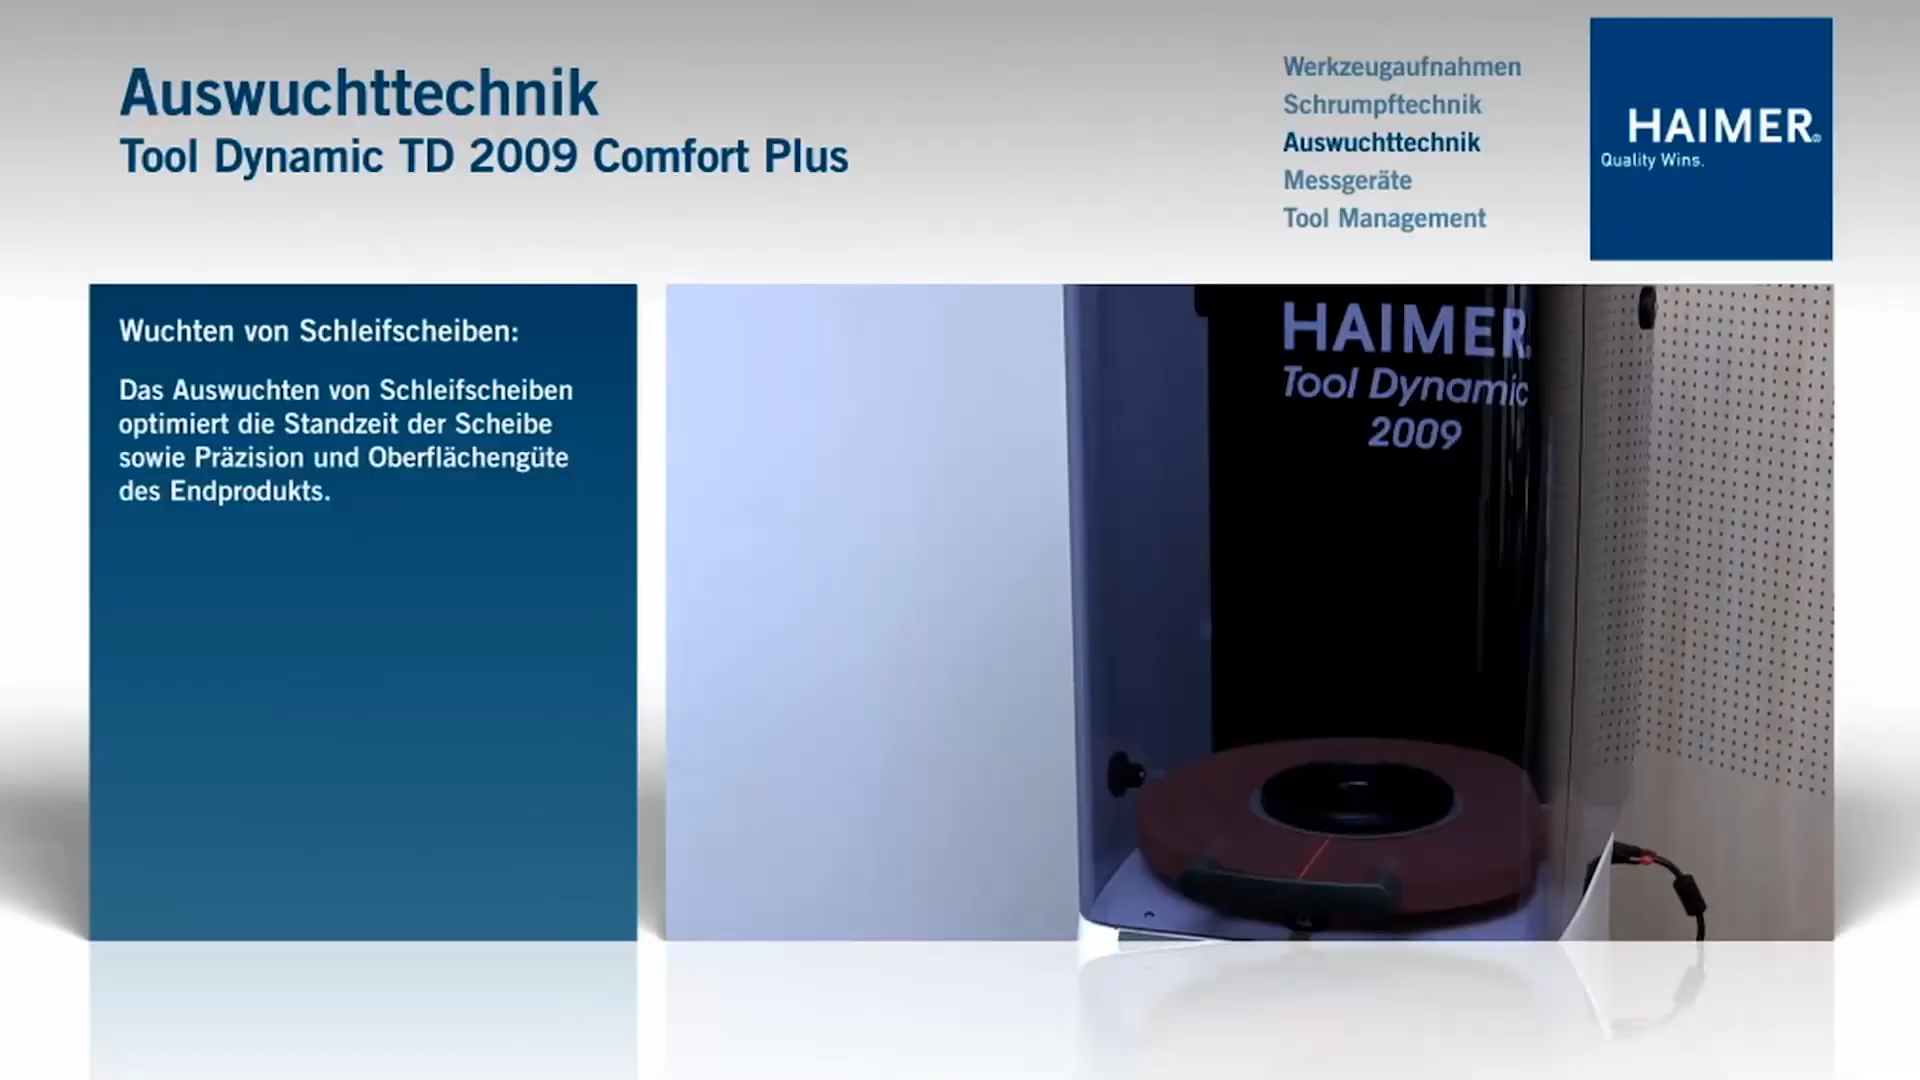 Auswuchttechnik
Tool Dynamic TD 2009 Comfort Plus
Werkzeugaufnahmen
Schrumpftechnik
Auswuchttechnik
Messgeräte
Tool Management
HAIMER®
Quality Wins.
Wuchten von Schleifscheiben:
Das Auswuchten von Schleifscheiben
optimiert die Standzeit der Scheibe
sowie Präzision und Oberflächengüte
des Endprodukts.
HAIMER®
Tool Dynamic
2009